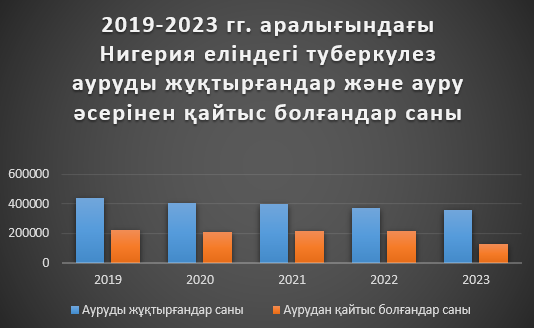 2019-2023 гг. аралығындағы
Нигерия еліндегі туберкулез
ауруды жұқтырғандар және ауру
әсерінен қайтыс болғандар саны
600000
400000
200000
0
2019 2020 2021 2022 2023
Ауруды жұқтырғандар саны Аурудан қайтыс болғандар саны